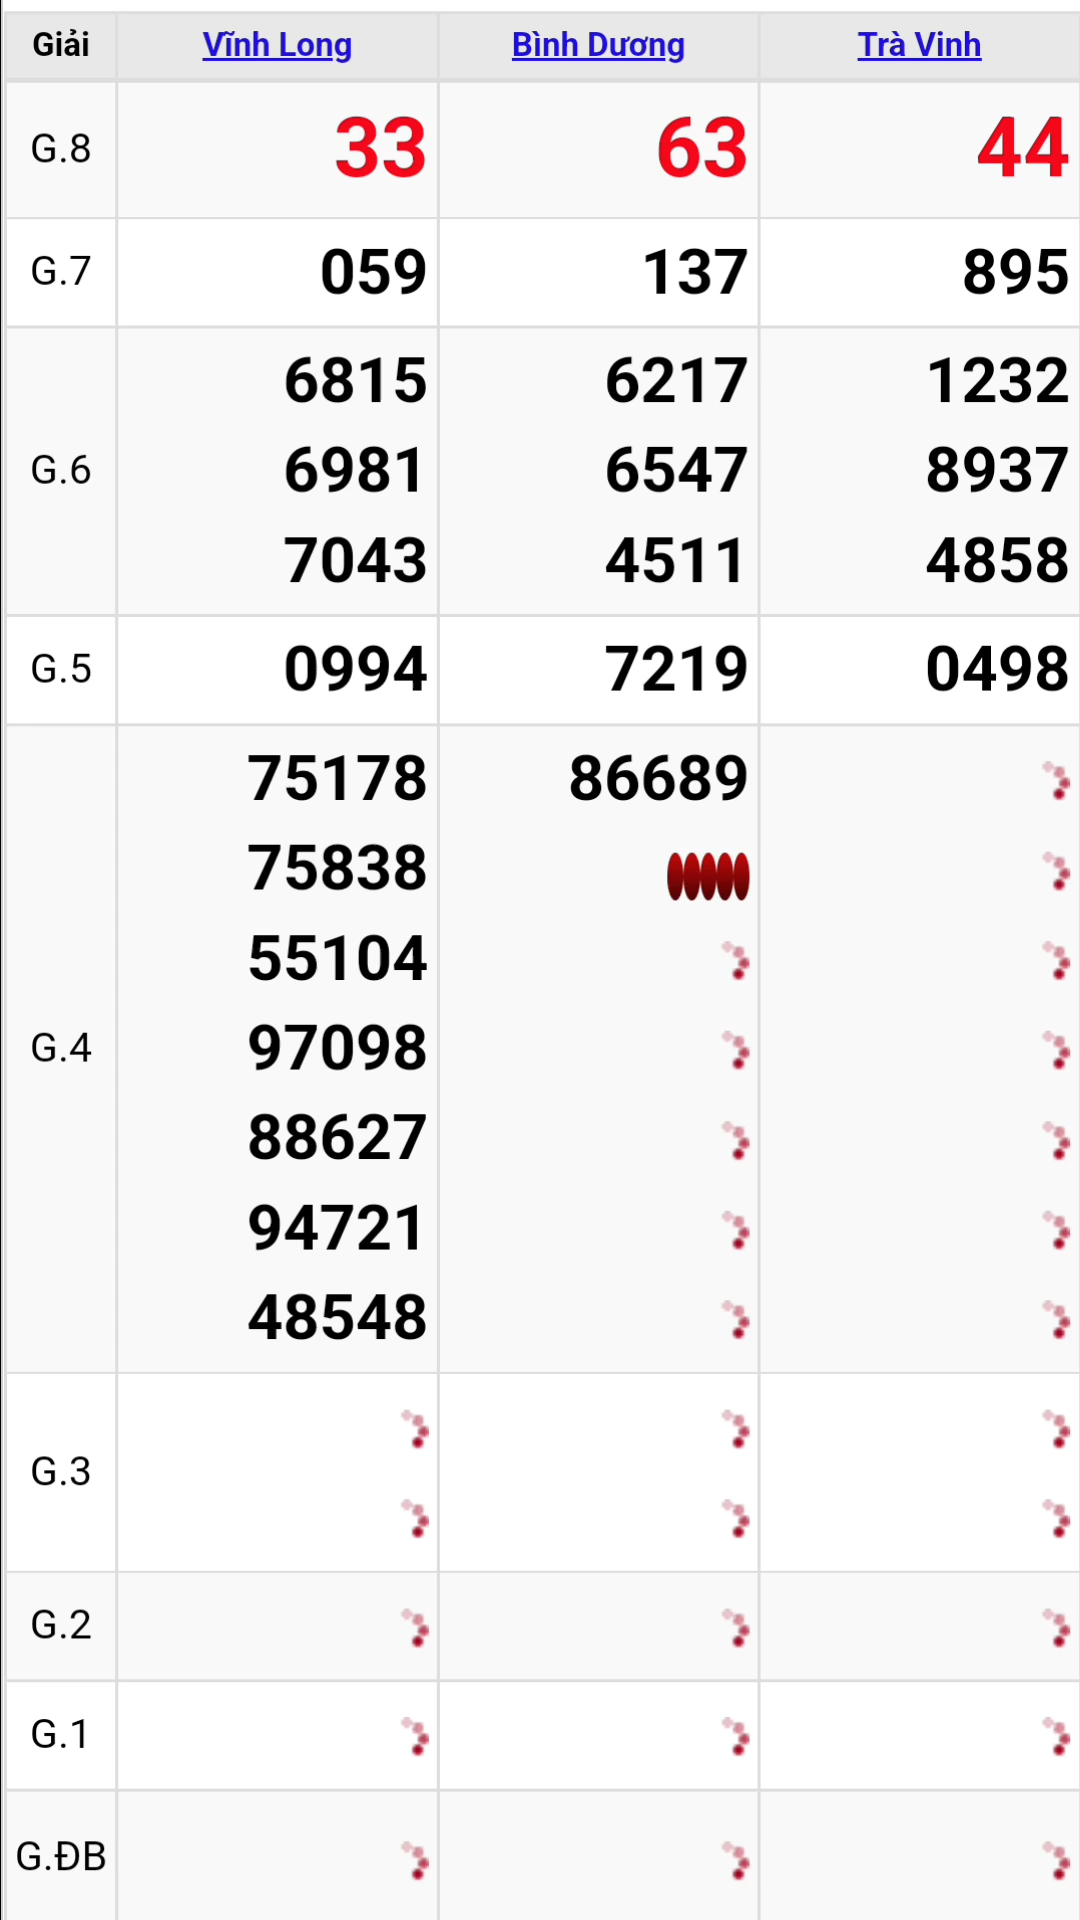 Giải Vĩnh Long Bình Dương Trà Vinh
G.8 33 63 44
G.7 059 137 895
6815 6217 1232
G.6 6981 6547 8937
7043 4511 4858
G.5 0994 7219 0498
75178 86689
75838
55104
G.4 97098
88627
94721
48548
G.3
G.2
G.1
G.ĐB